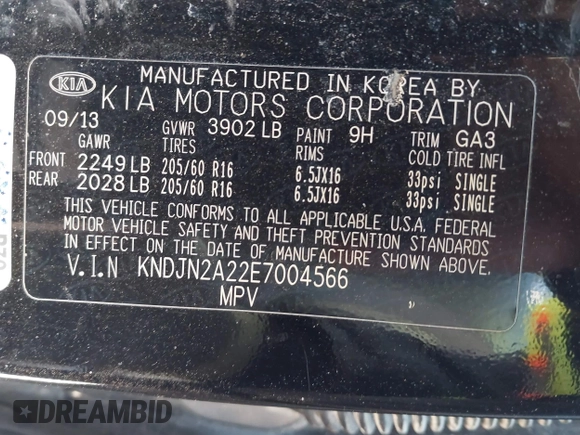 KIA
MANUFACTURED IN KOREA BY
KIA MOTORS CORPORATION
09/13 GVWR 3902 LB PAINT 9H TRIM GA3
GAWR TIRES RIMS COLD TIRE INFL
FRONT 2249 LB 205/60 R16 6.5JX16 33psi SINGLE
REAR 2028 LB 205/60 R16 6.5JX16 33psi SINGLE
THIS VEHICLE CONFORMS TO ALL APPLICABLE U.S.A. FEDERAL
MOTOR VEHICLE SAFETY AND THEFT PREVENTION STANDARDS
IN EFFECT ON THE DATE OF MANUFACTURE SHOWN ABOVE.
V.I.N KNDJN2A22E7004566
MPV
DREAMBID